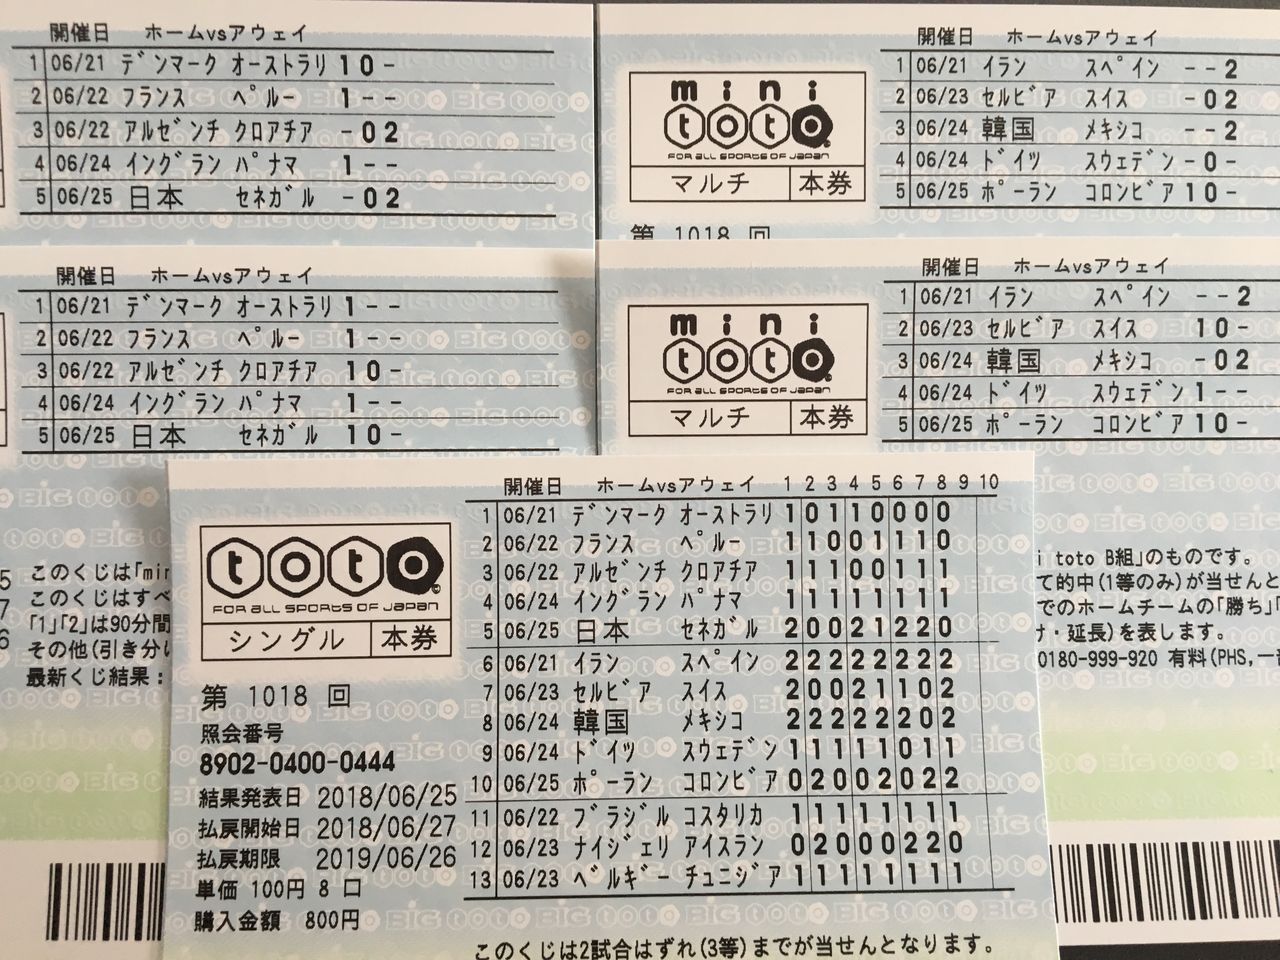 開催日 ホームvsアウェイ
1 06/21 デンマーク オーストラリ 1 0 -
2 06/22 フランス ペルー 1 - -
3 06/22 アルゼンチ クロアチア - 0 2
4 06/24 イングラン パナマ 1 - -
5 06/25 日本 セネガル - 0 2
mini
toto
FOR ALL SPORTS OF JAPAN
マルチ 本券
第 1018 回
開催日 ホームvsアウェイ
1 06/21 イラン スペイン - - 2
2 06/23 セルビア スイス - 0 2
3 06/24 韓国 メキシコ - - 2
4 06/24 ドイツ スウェデン - 0 -
5 06/25 ポーラン コロンビア 1 0 -
開催日 ホームvsアウェイ
1 06/21 デンマーク オーストラリ 1 - -
2 06/22 フランス ペルー 1 - -
3 06/22 アルゼンチ クロアチア 1 0 -
4 06/24 イングラン パナマ 1 - -
5 06/25 日本 セネガル 1 0 -
mini
toto
FOR ALL SPORTS OF JAPAN
マルチ 本券
開催日 ホームvsアウェイ
1 06/21 イラン スペイン - - 2
2 06/23 セルビア スイス 1 0 -
3 06/24 韓国 メキシコ - 0 2
4 06/24 ドイツ スウェデン 1 - -
5 06/25 ポーラン コロンビア 1 0 -
5 このくじは「mi
7 このくじはすべ
「1」「2」は90分間
6 その他(引き分け
最新くじ結果:
i toto B組」のものです。
て的中(1等のみ)が当せんと
でのホームチームの「勝ち」「
け・延長)を表します。
0180-999-920 有料(PHS,一
toto
FOR ALL SPORTS OF JAPAN
シングル 本券
第 1018 回
照会番号
8902-0400-0444
結果発表日 2018/06/25
払戻開始日 2018/06/27
払戻期限 2019/06/26
単価 100円 8 口
購入金額 800円
開催日 ホームvsアウェイ 1 2 3 4 5 6 7 8 9 10
1 06/21 デンマーク オーストラリ 1 0 1 1 0 0 0 0
2 06/22 フランス ペルー 1 1 0 0 1 1 1 0
3 06/22 アルゼンチ クロアチア 1 1 1 0 0 1 1 1
4 06/24 イングラン パナマ 1 1 1 1 1 1 1 1
5 06/25 日本 セネガル 2 0 0 2 1 2 2 0
6 06/21 イラン スペイン 2 2 2 2 2 2 2 2
7 06/23 セルビア スイス 2 0 0 2 1 1 0 2
8 06/24 韓国 メキシコ 2 2 2 2 2 2 0 2
9 06/24 ドイツ スウェデン 1 1 1 1 1 0 1 1
10 06/25 ポーラン コロンビア 0 2 0 0 2 0 2 2
11 06/22 ブラジル コスタリカ 1 1 1 1 1 1 1 1
12 06/23 ナイジェリ アイスラン 0 2 0 0 0 2 2 0
13 06/23 ベルギー チュニジア 1 1 1 1 1 1 1 1
このくじは2試合はずれ(3等)までが当せんとなります。